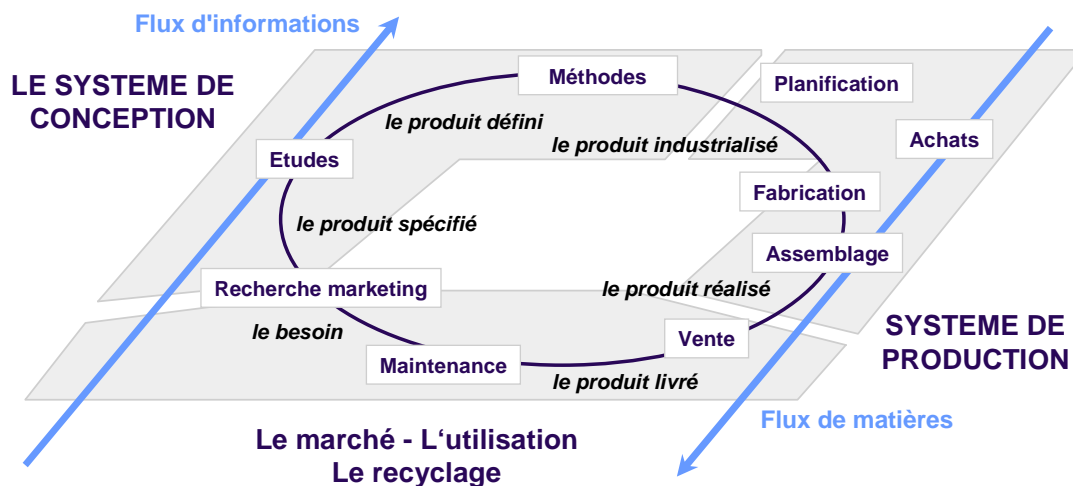 Flux d'informations
LE SYSTEME DE
CONCEPTION
Méthodes
Planification
le produit défini
le produit industrialisé
Achats
Etudes
Fabrication
le produit spécifié
Assemblage
Recherche marketing
le produit réalisé
le besoin
Vente
SYSTEME DE
PRODUCTION
Maintenance
le produit livré
Flux de matières
Le marché - L‘utilisation
Le recyclage